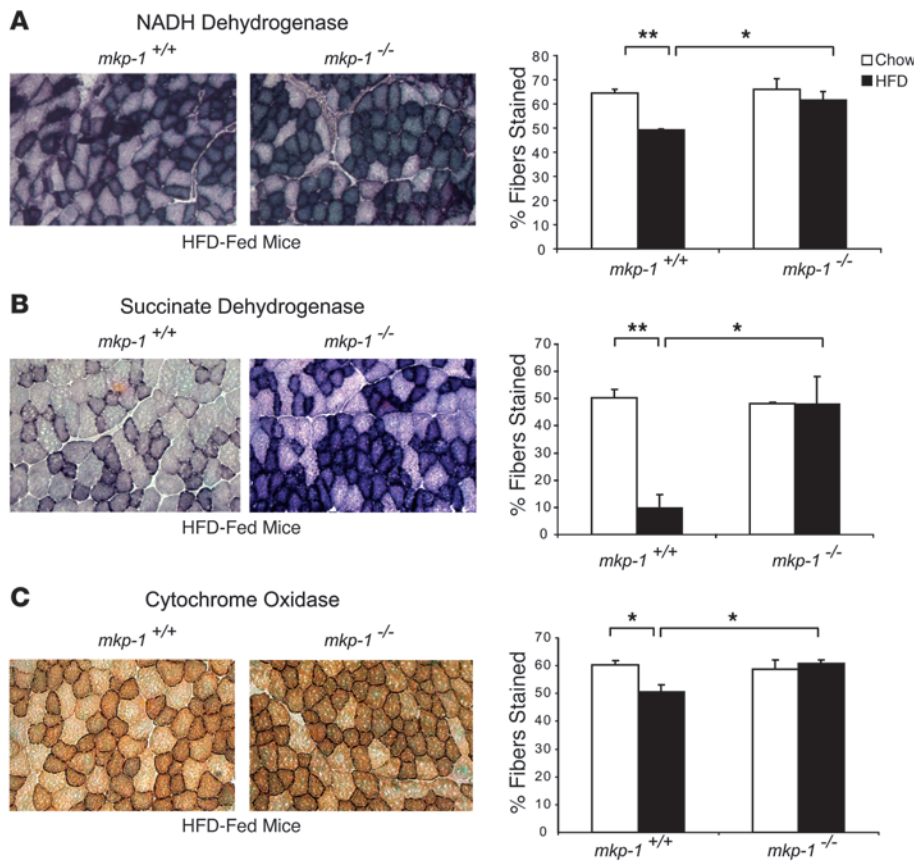 A
NADH Dehydrogenase
mkp-1 +/+
mkp-1 -/-
HFD-Fed Mice
% Fibers Stained
80
70
60
50
40
30
20
10
0
**
*
Chow
HFD
mkp-1 +/+
mkp-1 -/-
B
Succinate Dehydrogenase
mkp-1 +/+
mkp-1 -/-
HFD-Fed Mice
% Fibers Stained
70
60
50
40
30
20
10
0
**
*
mkp-1 +/+
mkp-1 -/-
C
Cytochrome Oxidase
mkp-1 +/+
mkp-1 -/-
HFD-Fed Mice
% Fibers Stained
70
60
50
40
30
20
10
0
*
*
mkp-1 +/+
mkp-1 -/-